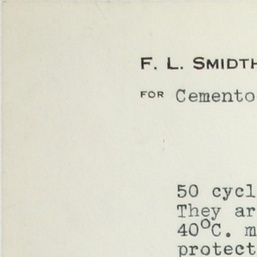 F. L. SMIDTH
FOR Cemento
50 cycl
They ar
40°C. m
protect